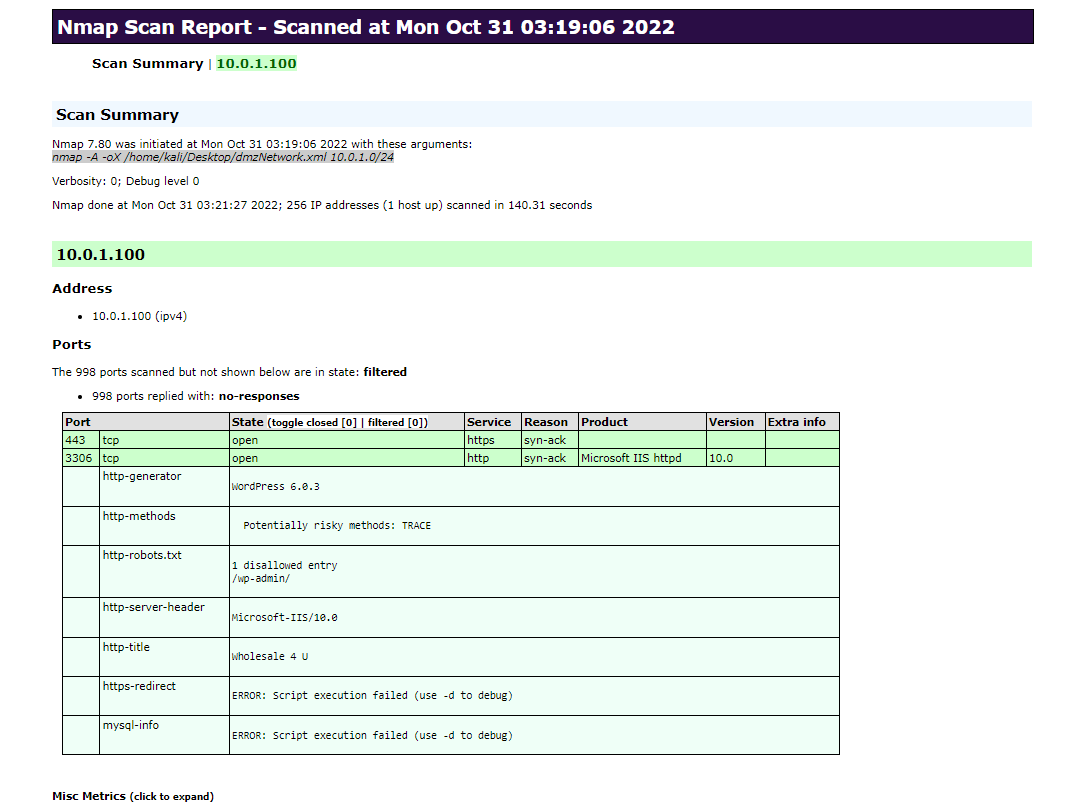 Nmap Scan Report - Scanned at Mon Oct 31 03:19:06 2022
Scan Summary | 10.0.1.100
Scan Summary
Nmap 7.80 was initiated at Mon Oct 31 03:19:06 2022 with these arguments:
nmap -A -oX /home/kali/Desktop/dmzNetwork.xml 10.0.1.0/24
Verbosity: 0; Debug level 0
Nmap done at Mon Oct 31 03:21:27 2022; 256 IP addresses (1 host up) scanned in 140.31 seconds
10.0.1.100
Address
• 10.0.1.100 (ipv4)
Ports
The 998 ports scanned but not shown below are in state: filtered
• 998 ports replied with: no-responses
Port State (toggle closed [0] | filtered [0]) Service Reason Product Version Extra info
443 tcp open https syn-ack
3306 tcp open http syn-ack Microsoft IIS httpd 10.0
http-generator
WordPress 6.0.3
http-methods
Potentially risky methods: TRACE
http-robots.txt
1 disallowed entry
/wp-admin/
http-server-header
Microsoft-IIS/10.0
http-title
Wholesale 4 U
https-redirect
ERROR: Script execution failed (use -d to debug)
mysql-info
ERROR: Script execution failed (use -d to debug)
Misc Metrics (click to expand)